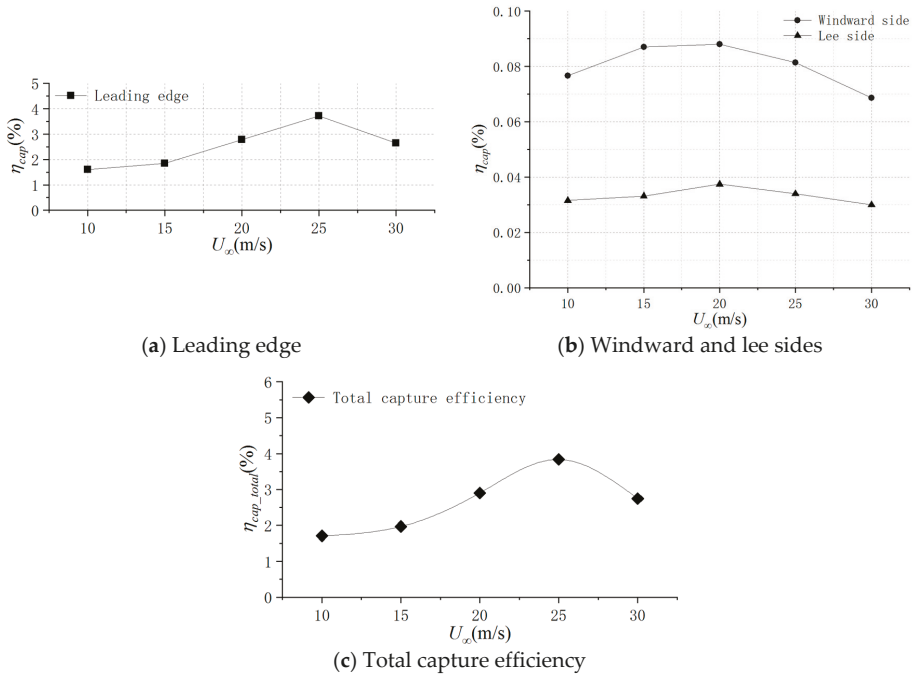 5
4
3
2
1
0
η_cap(%)
Leading edge
10 15 20 25 30
U_∞(m/s)
(a) Leading edge
0.10
0.08
0.06
0.04
0.02
0.00
η_cap(%)
Windward side
Lee side
10 15 20 25 30
U_∞(m/s)
(b) Windward and lee sides
6
5
4
3
2
1
0
η_cap_total(%)
Total capture efficiency
10 15 20 25 30
U_∞(m/s)
(c) Total capture efficiency